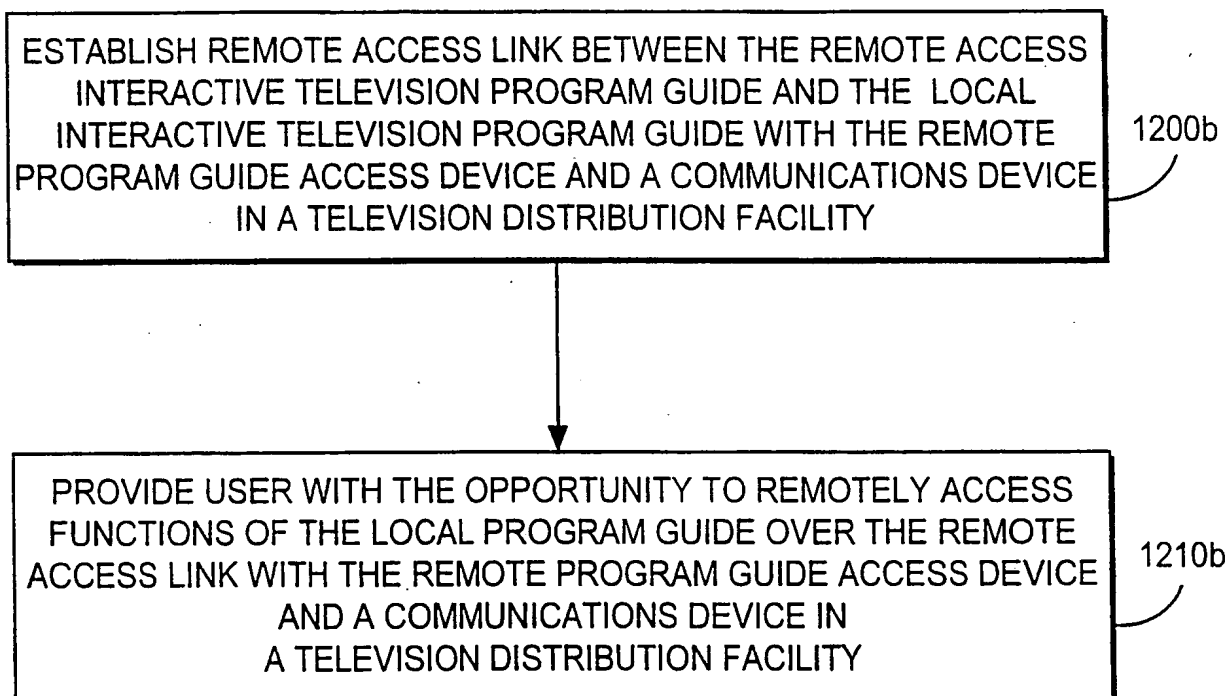 ESTABLISH REMOTE ACCESS LINK BETWEEN THE REMOTE ACCESS
INTERACTIVE TELEVISION PROGRAM GUIDE AND THE LOCAL
INTERACTIVE TELEVISION PROGRAM GUIDE WITH THE REMOTE
PROGRAM GUIDE ACCESS DEVICE AND A COMMUNICATIONS DEVICE
IN A TELEVISION DISTRIBUTION FACILITY
1200b
PROVIDE USER WITH THE OPPORTUNITY TO REMOTELY ACCESS
FUNCTIONS OF THE LOCAL PROGRAM GUIDE OVER THE REMOTE
ACCESS LINK WITH THE REMOTE PROGRAM GUIDE ACCESS DEVICE
AND A COMMUNICATIONS DEVICE IN
A TELEVISION DISTRIBUTION FACILITY
1210b